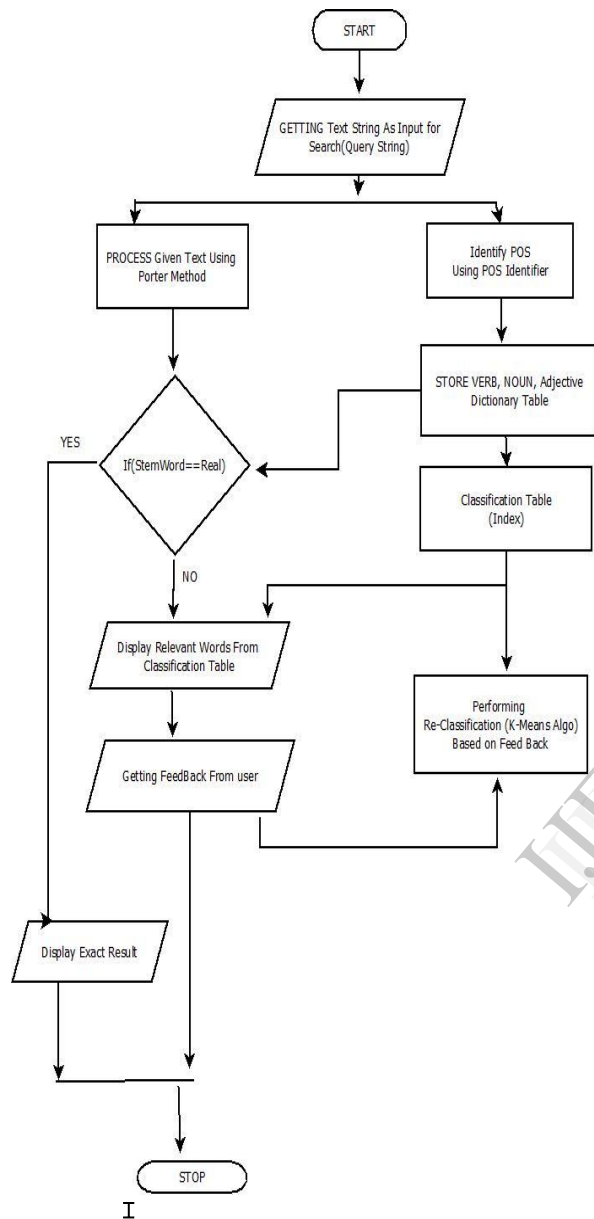 START
GETTING Text String As Input for
Search(Query String)
PROCESS Given Text Using
Porter Method
Identify POS
Using POS Identifier
STORE VERB, NOUN, Adjective
Dictionary Table
YES
If(StemWord==Real)
Classification Table
(Index)
NO
Display Relevant Words From
Classification Table
Performing
Re-Classification (K-Means Algo)
Based on Feed Back
Getting FeedBack From user
Display Exact Result
STOP
I